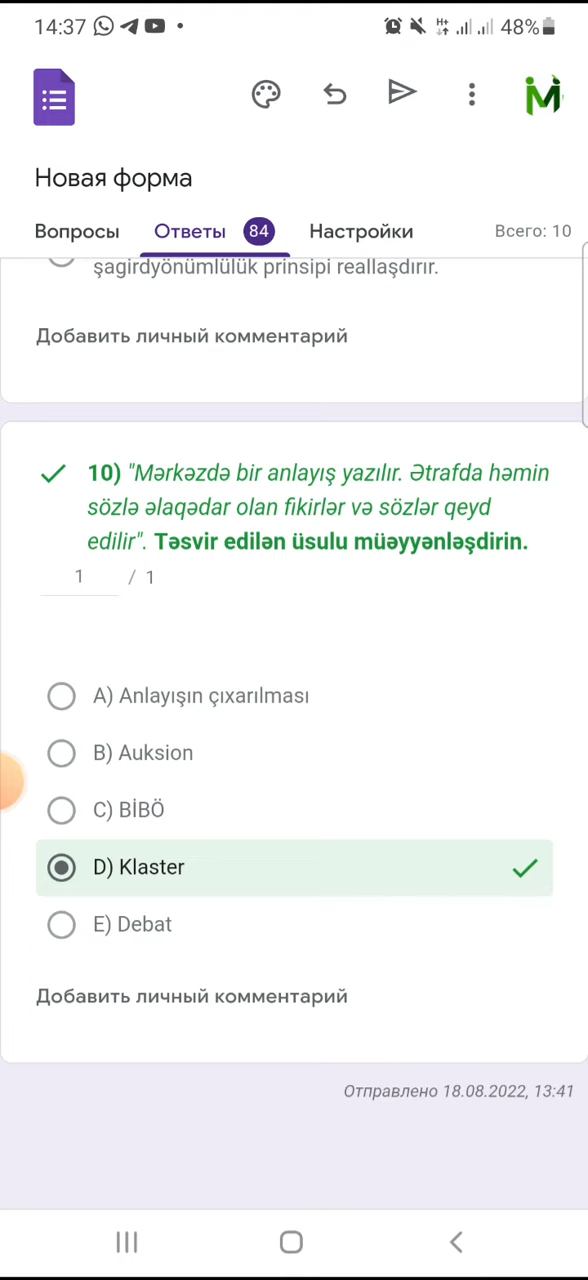 14:37
H+
48%
Новая форма
Вопросы Ответы 84 Настройки Всего: 10
şagirdyönümlülük prinsipi reallaşdırır.
Добавить личный комментарий
10) "Mərkəzdə bir anlayış yazılır. Ətrafda həmin
sözlə əlaqədar olan fikirlər və sözlər qeyd
edilir". Təsvir edilən üsulu müəyyənləşdirin.
1 / 1
A) Anlayışın çıxarılması
B) Auksion
C) BİBÖ
D) Klaster
E) Debat
Добавить личный комментарий
Отправлено 18.08.2022, 13:41